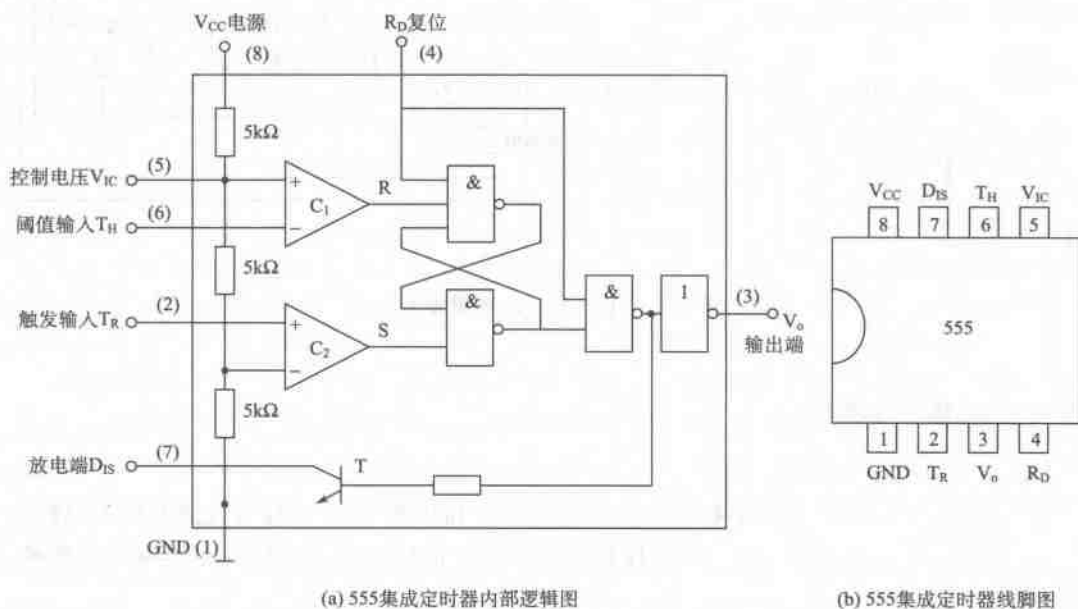 V_CC电源
(8)
R_D复位
(4)
5kΩ
控制电压V_IC
(5)
阈值输入T_H
(6)
+
C_1
−
R
&
5kΩ
触发输入T_R
(2)
+
C_2
−
S
&
&
1
(3)
V_o
输出端
5kΩ
放电端D_IS
(7)
T
GND (1)
(a) 555集成定时器内部逻辑图
V_CC
D_IS
T_H
V_IC
8
7
6
5
555
1
2
3
4
GND
T_R
V_o
R_D
(b) 555集成定时器线脚图